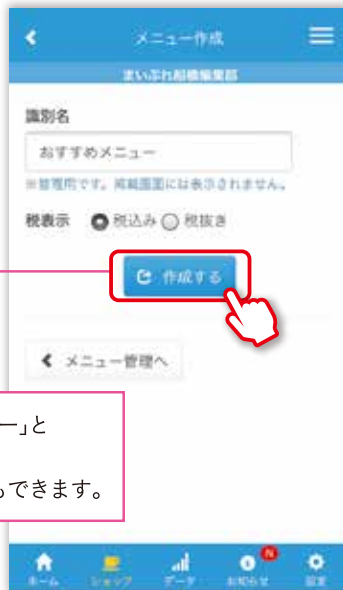 メニュー作成
まいぷれ船橋編集部
識別名
おすすめメニュー
※管理用です。掲載画面には表示されません。
税表示 税込み 税抜き
作成する
メニュー管理へ
ー」と
もできます。
N
ホーム ショップ データ お知らせ 設定